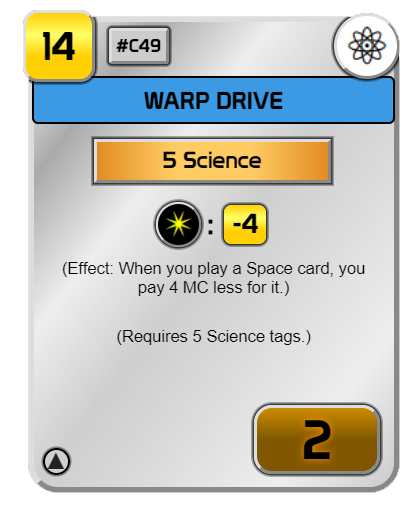 14
#C49
WARP DRIVE
5 Science
: -4
(Effect: When you play a Space card, you
pay 4 MC less for it.)
(Requires 5 Science tags.)
2